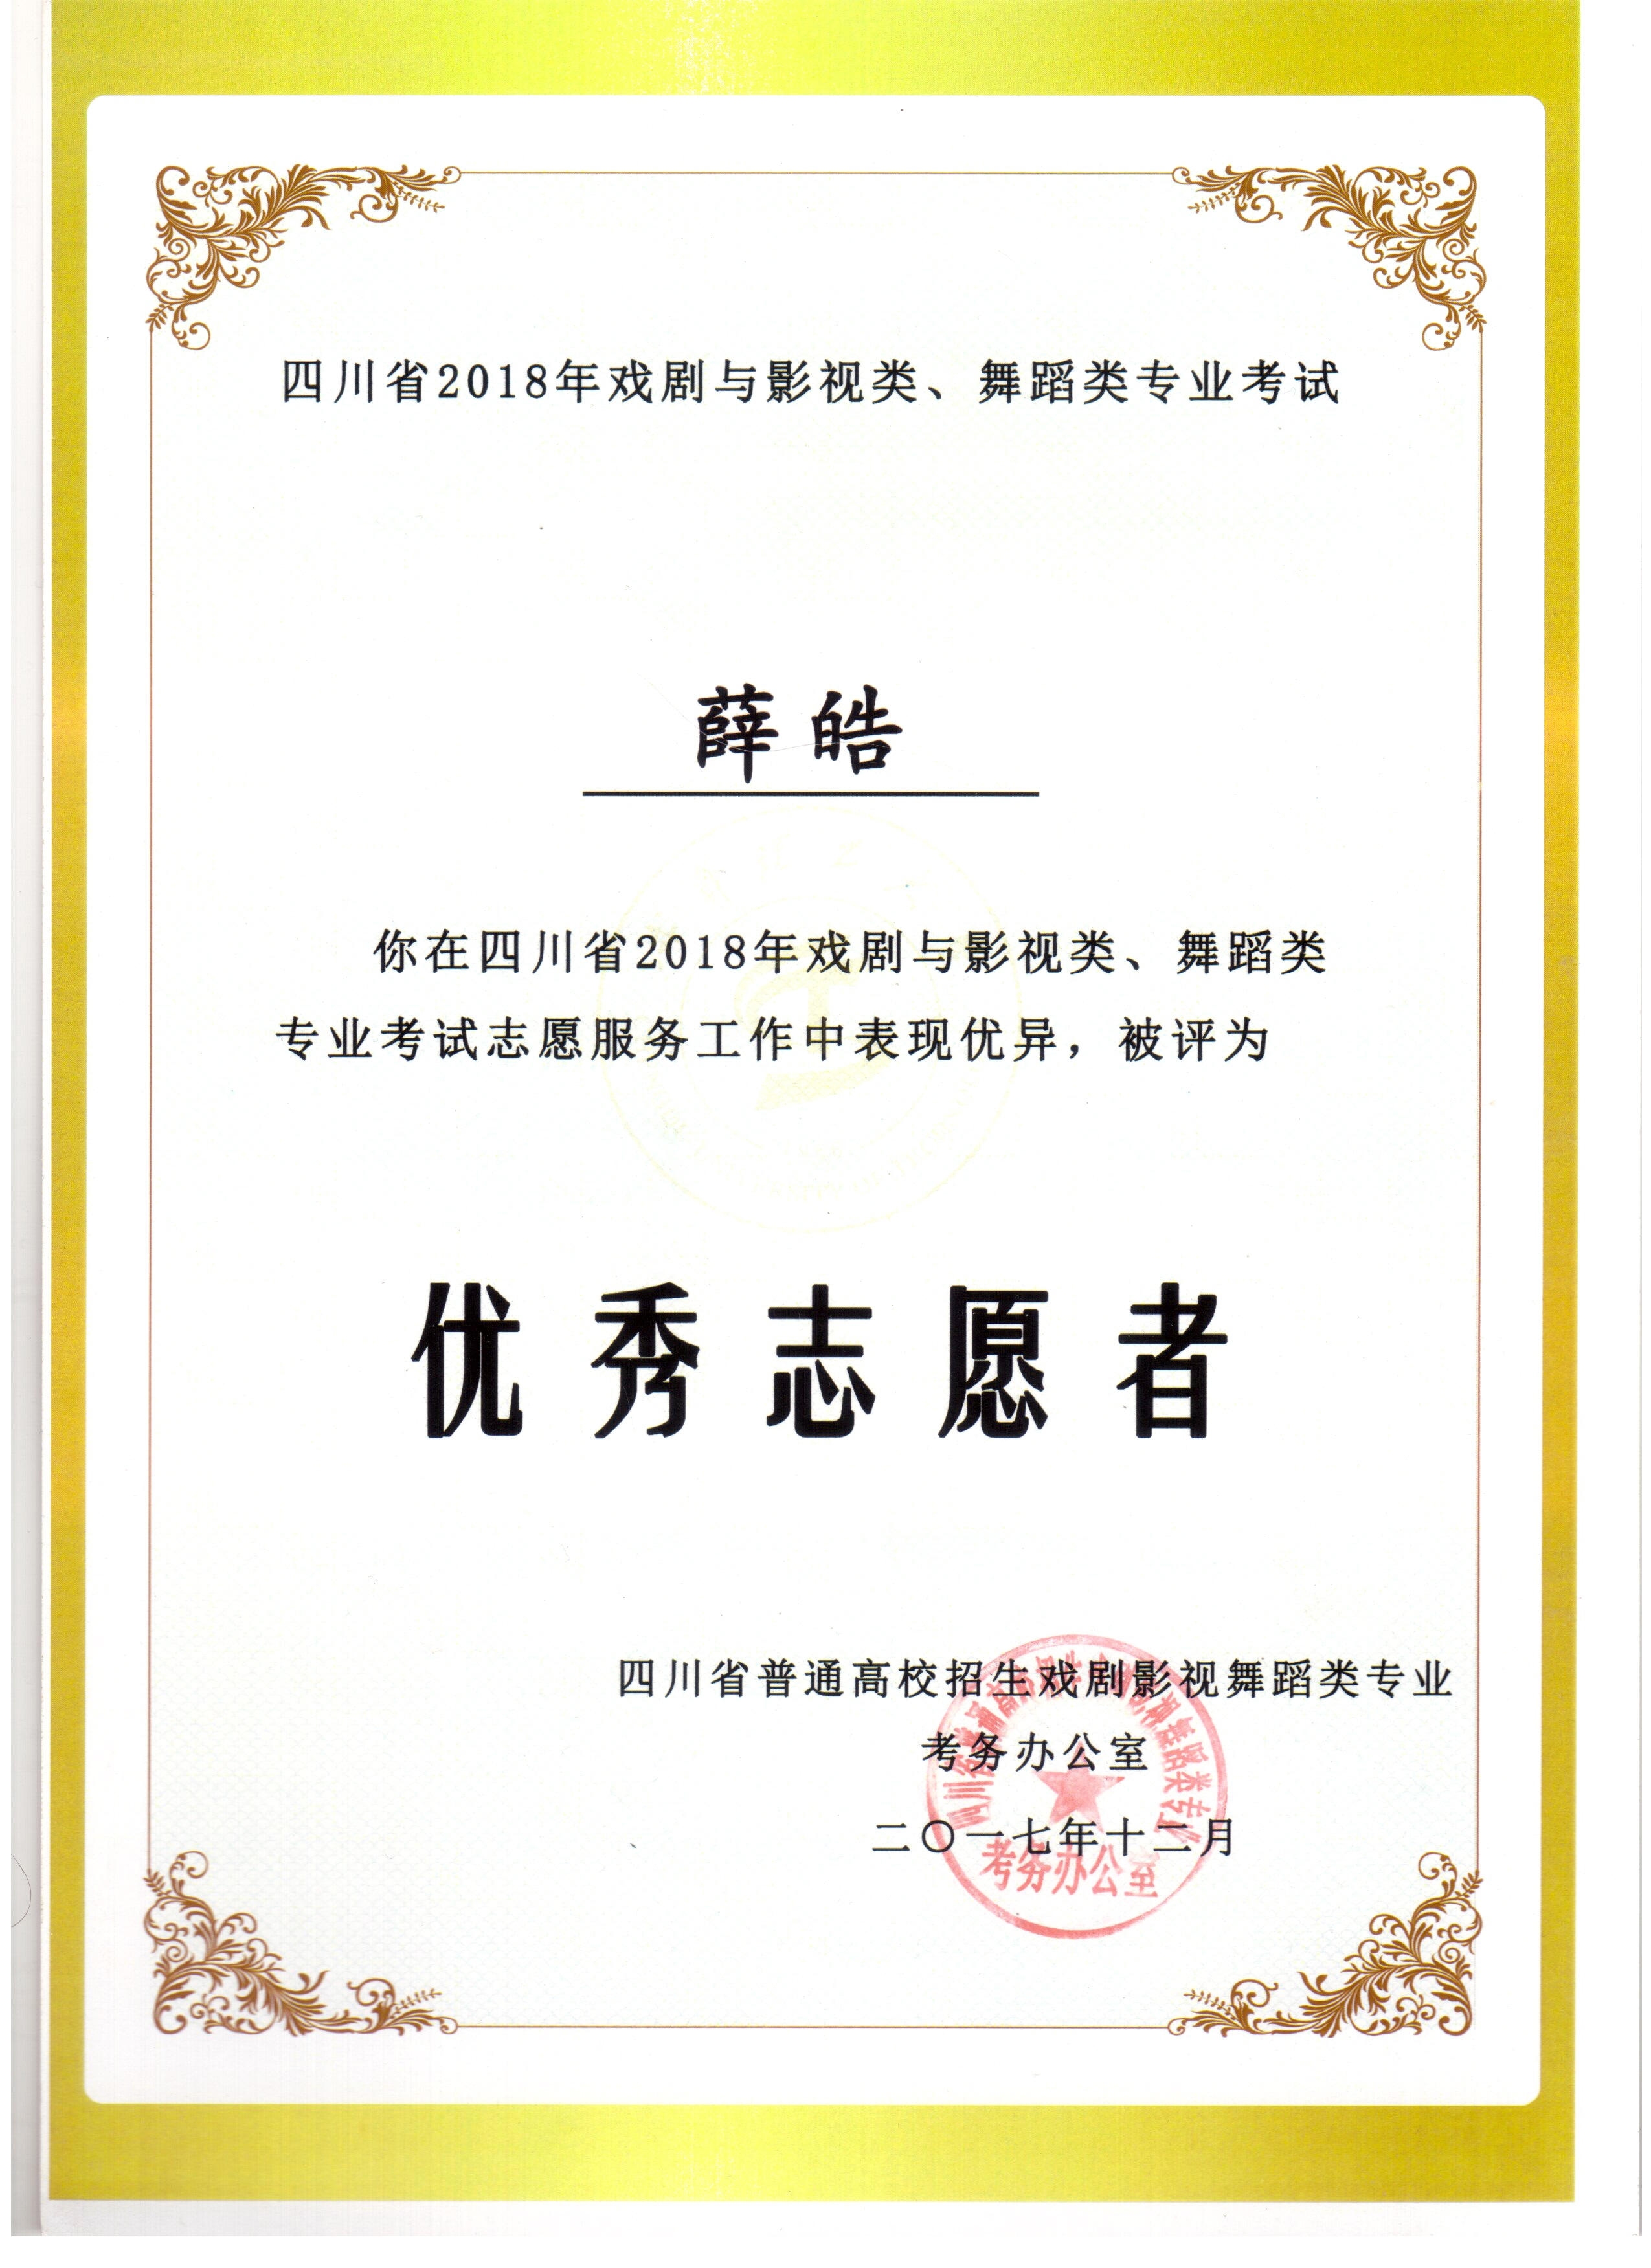 四川省2018年戏剧与影视类、舞蹈类专业考试
薛皓
你在四川省2018年戏剧与影视类、舞蹈类
专业考试志愿服务工作中表现优异，被评为
优秀志愿者
四川省普通高校招生戏剧影视舞蹈类专业
考务办公室
二〇一七年十二月
考务办公室